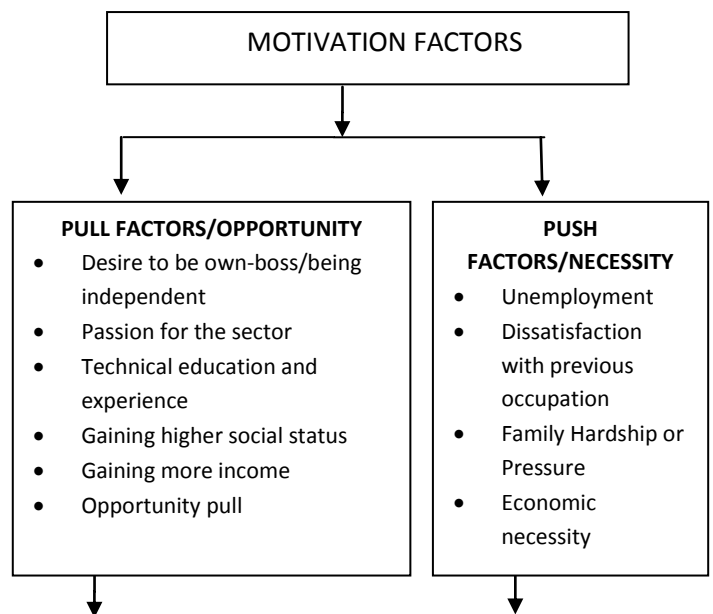 MOTIVATION FACTORS
PULL FACTORS/OPPORTUNITY
• Desire to be own-boss/being
independent
• Passion for the sector
• Technical education and
experience
• Gaining higher social status
• Gaining more income
• Opportunity pull
PUSH
FACTORS/NECESSITY
• Unemployment
• Dissatisfaction
with previous
occupation
• Family Hardship or
Pressure
• Economic
necessity